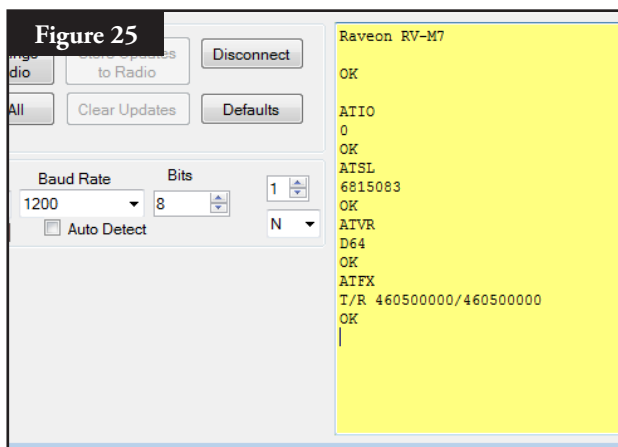 Figure 25
to Radio
Disconnect
dio
All
Clear Updates
Defaults
Baud Rate
Bits
1200
8
1
Auto Detect
N
Raveon RV-M7
OK
ATIO
0
OK
ATSL
6815083
OK
ATVR
D64
OK
ATFX
T/R 460500000/460500000
OK